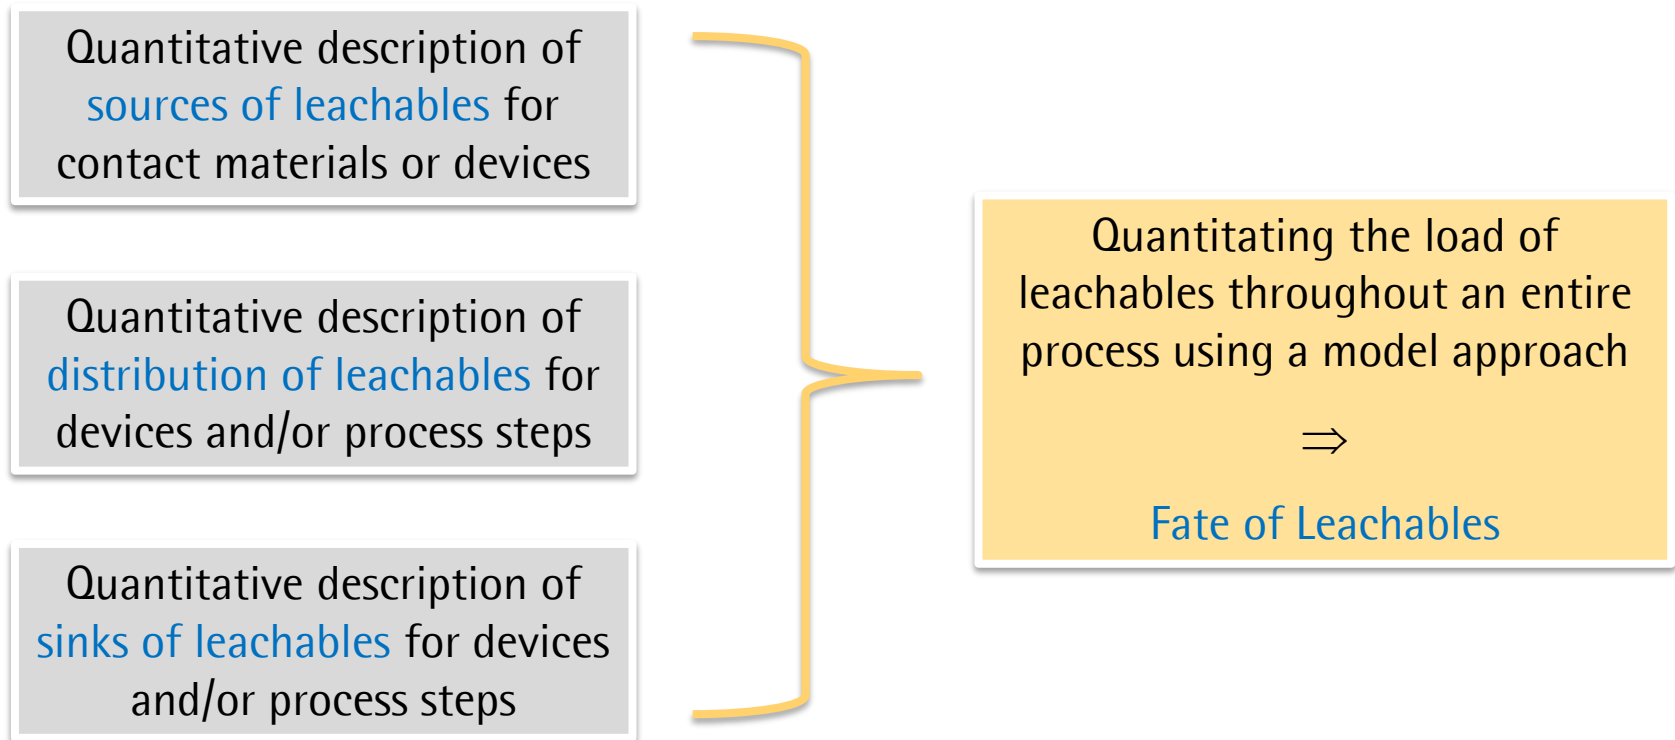 Quantitative description of
sources of leachables for
contact materials or devices
Quantitative description of
distribution of leachables for
devices and/or process steps
Quantitative description of
sinks of leachables for devices
and/or process steps
Quantitating the load of
leachables throughout an entire
process using a model approach
⇒
Fate of Leachables